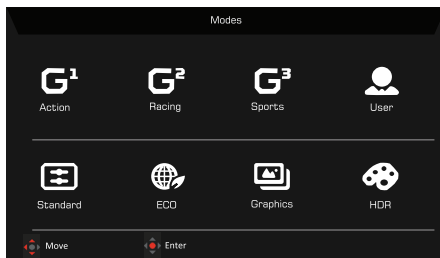 Modes
G¹ G² G³
Action Racing Sports User
Standard ECO Graphics HDR
Move Enter